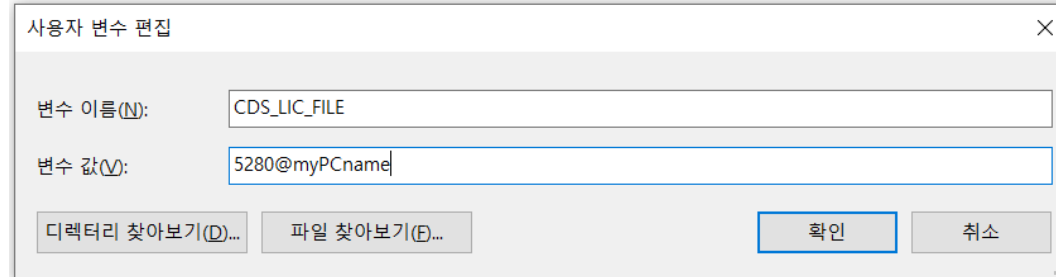 사용자 변수 편집
변수 이름(N): CDS_LIC_FILE
변수 값(V): 5280@myPCname
디렉터리 찾아보기(D)... 파일 찾아보기(F)... 확인 취소